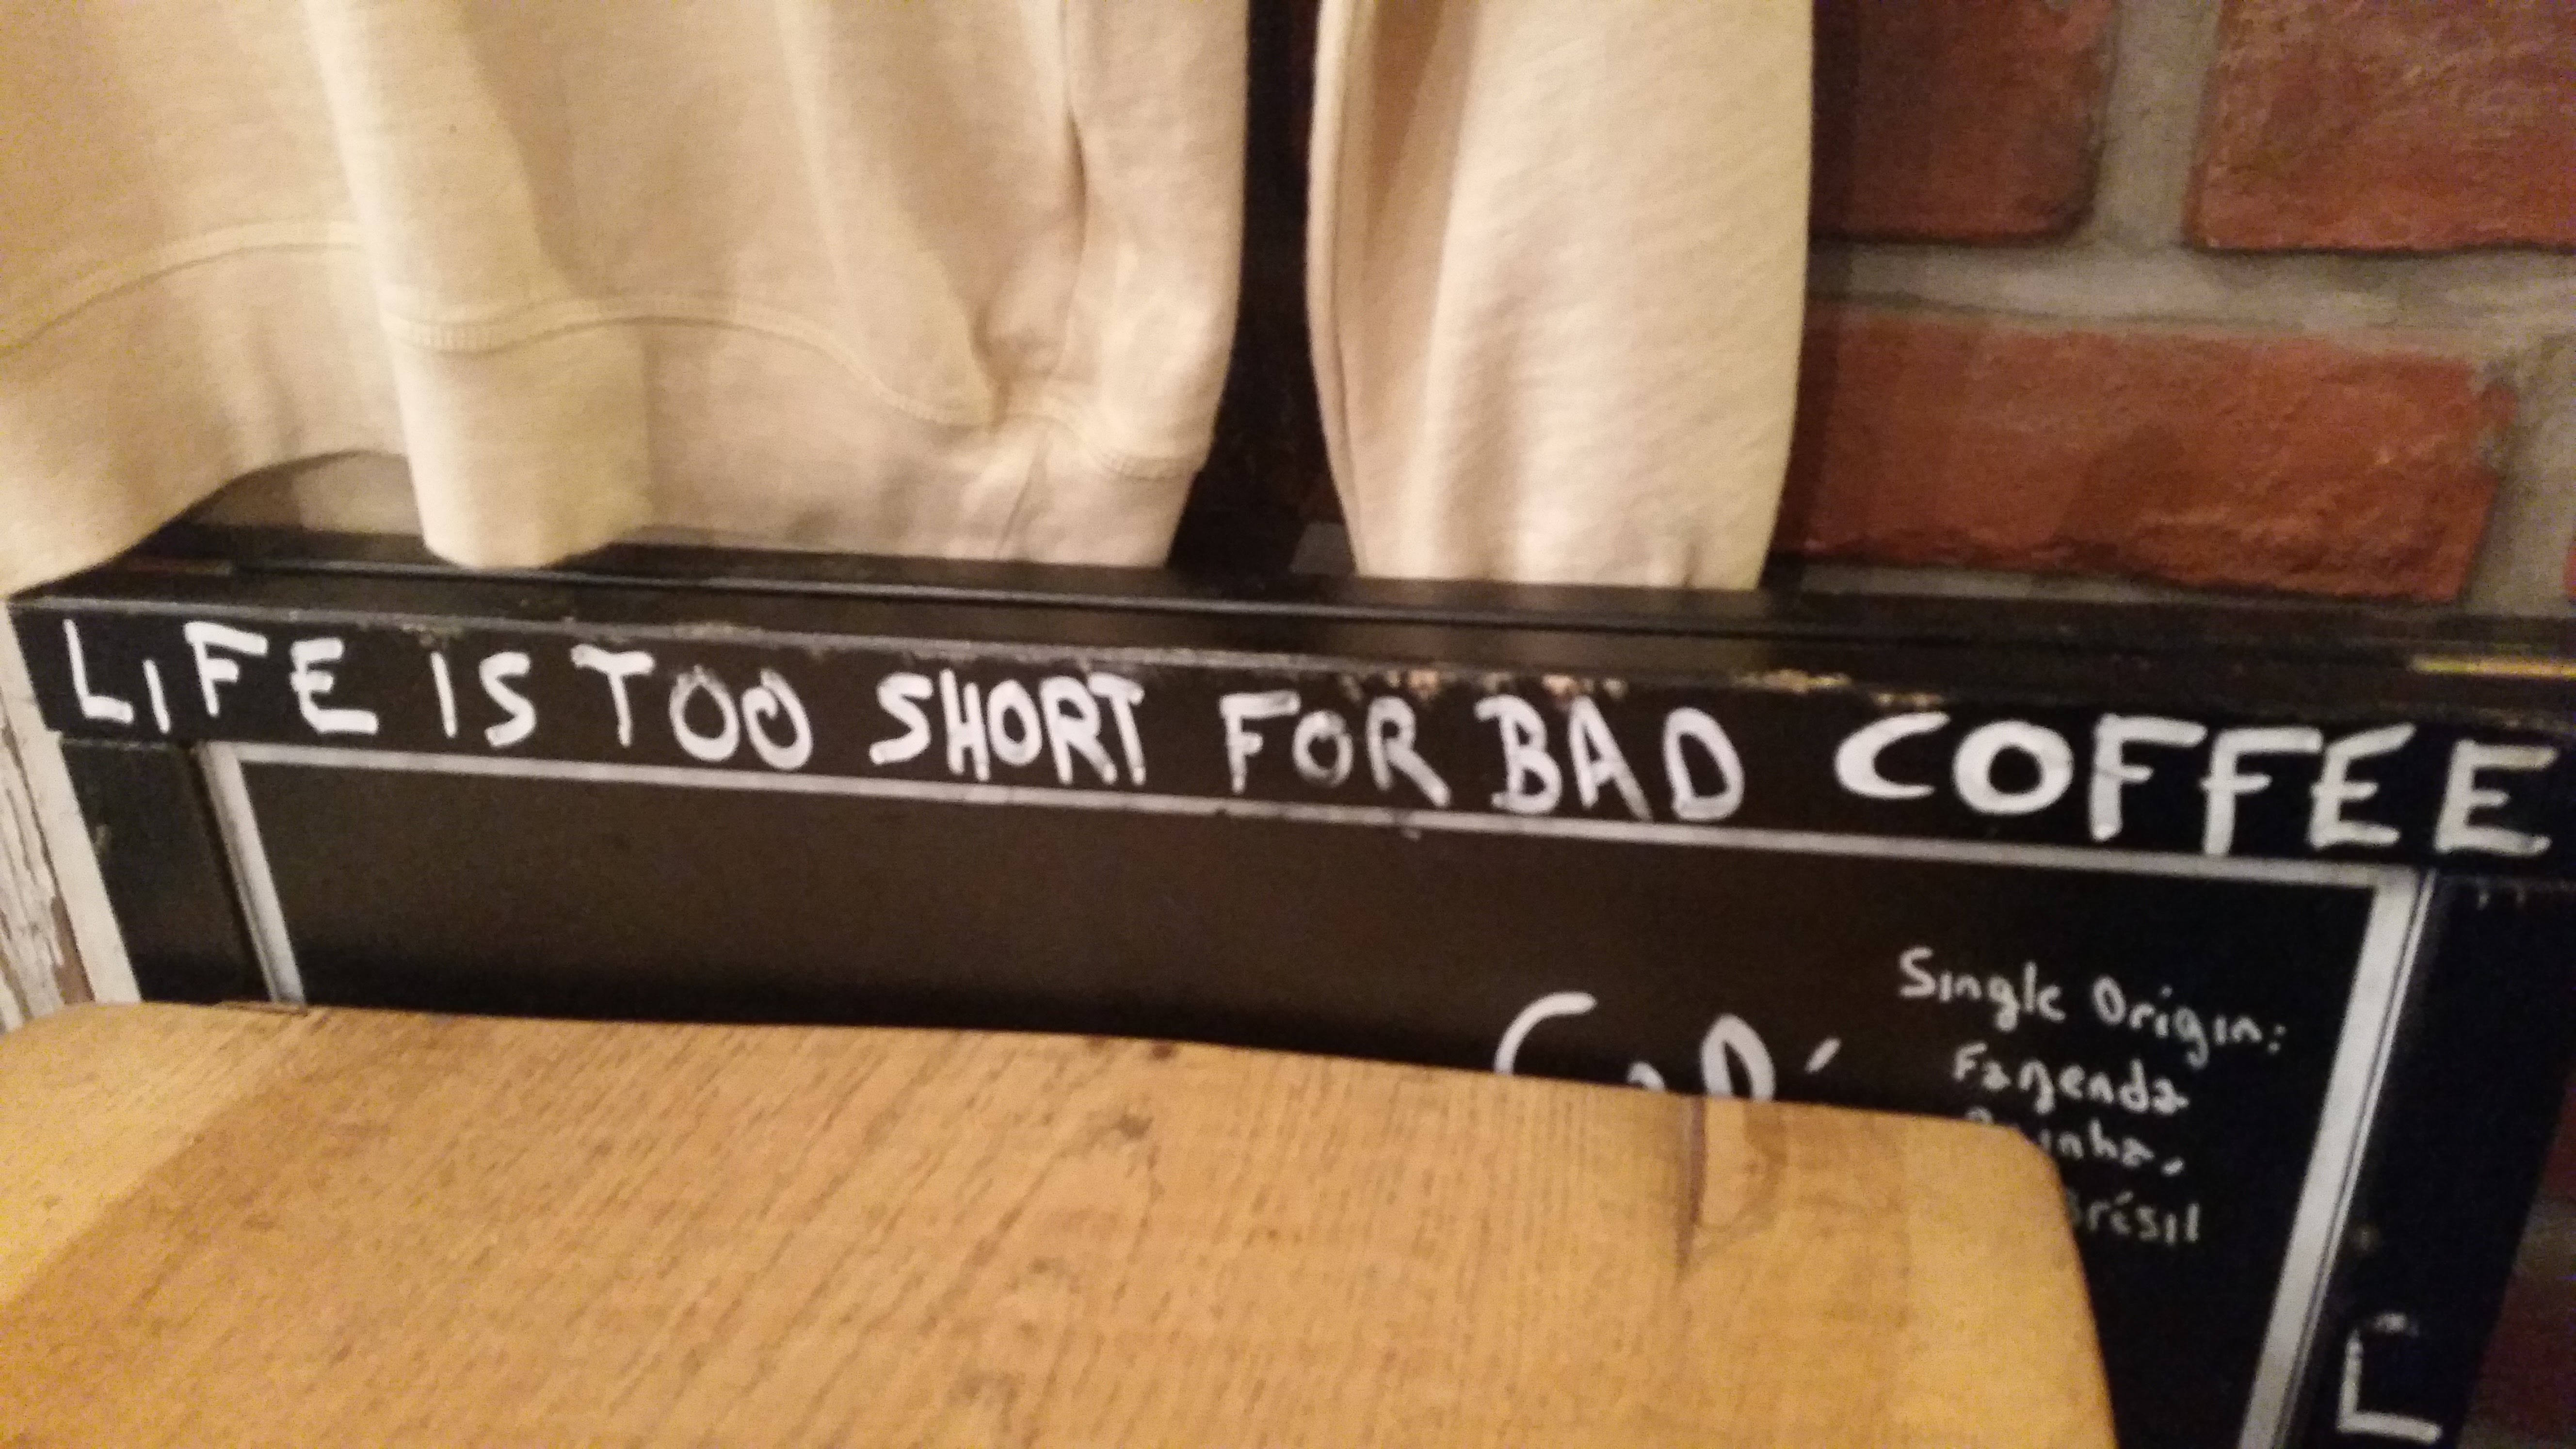 LIFE IS TOO SHORT FOR BAD COFFEE
Single Origin:
Fazenda